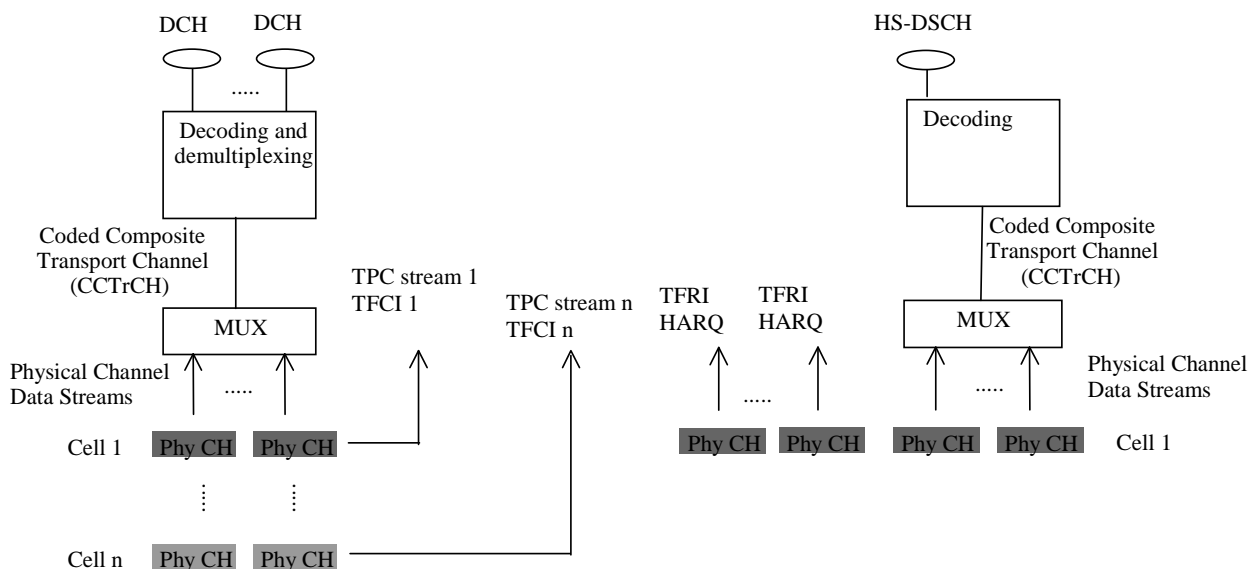 DCH DCH HS-DSCH
.....
Decoding and
demultiplexing
Decoding
Coded Composite
Transport Channel
(CCTrCH)
Coded Composite
Transport Channel
(CCTrCH)
TPC stream 1
TFCI 1
TPC stream n
TFCI n
TFRI
HARQ
TFRI
HARQ
MUX
MUX
Physical Channel
Data Streams
.....
.....
.....
Physical Channel
Data Streams
Cell 1 Phy CH Phy CH
Phy CH Phy CH Phy CH Phy CH Cell 1
Cell n Phy CH Phy CH